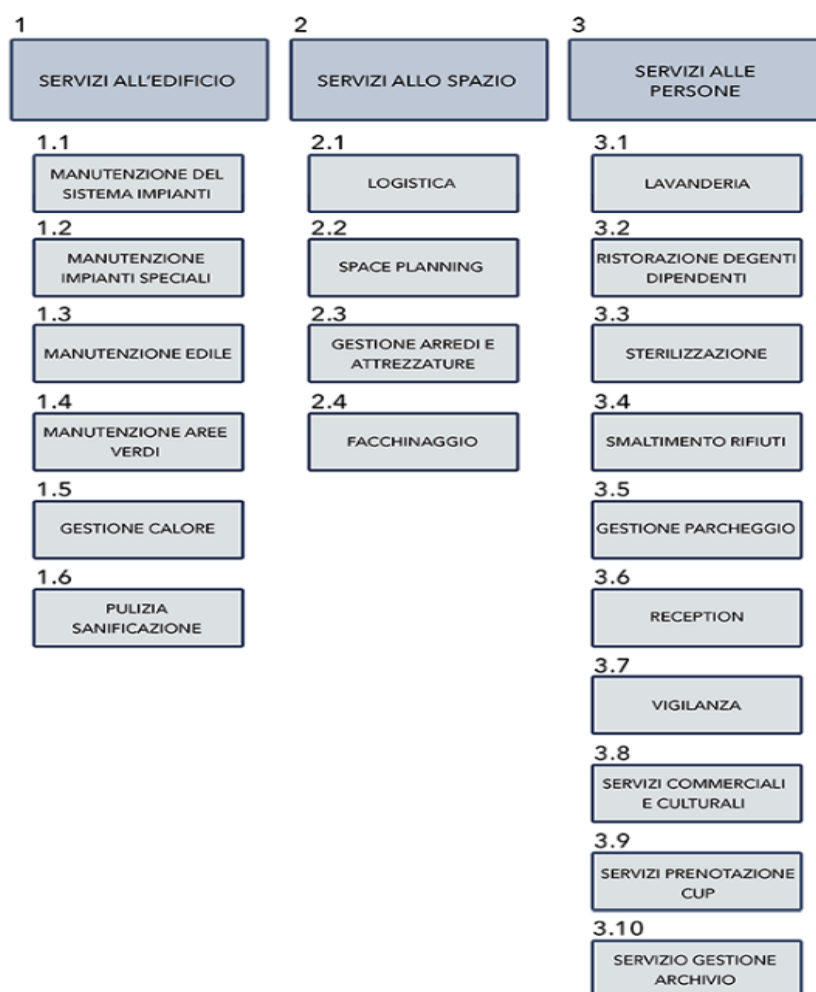 1
SERVIZI ALL'EDIFICIO
1.1
MANUTENZIONE DEL
SISTEMA IMPIANTI
1.2
MANUTENZIONE
IMPIANTI SPECIALI
1.3
MANUTENZIONE EDILE
1.4
MANUTENZIONE AREE
VERDI
1.5
GESTIONE CALORE
1.6
PULIZIA
SANIFICAZIONE
2
SERVIZI ALLO SPAZIO
2.1
LOGISTICA
2.2
SPACE PLANNING
2.3
GESTIONE ARREDI E
ATTREZZATURE
2.4
FACCHINAGGIO
3
SERVIZI ALLE
PERSONE
3.1
LAVANDERIA
3.2
RISTORAZIONE DEGENTI
DIPENDENTI
3.3
STERILIZZAZIONE
3.4
SMALTIMENTO RIFIUTI
3.5
GESTIONE PARCHEGGIO
3.6
RECEPTION
3.7
VIGILANZA
3.8
SERVIZI COMMERCIALI
E CULTURALI
3.9
SERVIZI PRENOTAZIONE
CUP
3.10
SERVIZIO GESTIONE
ARCHIVIO